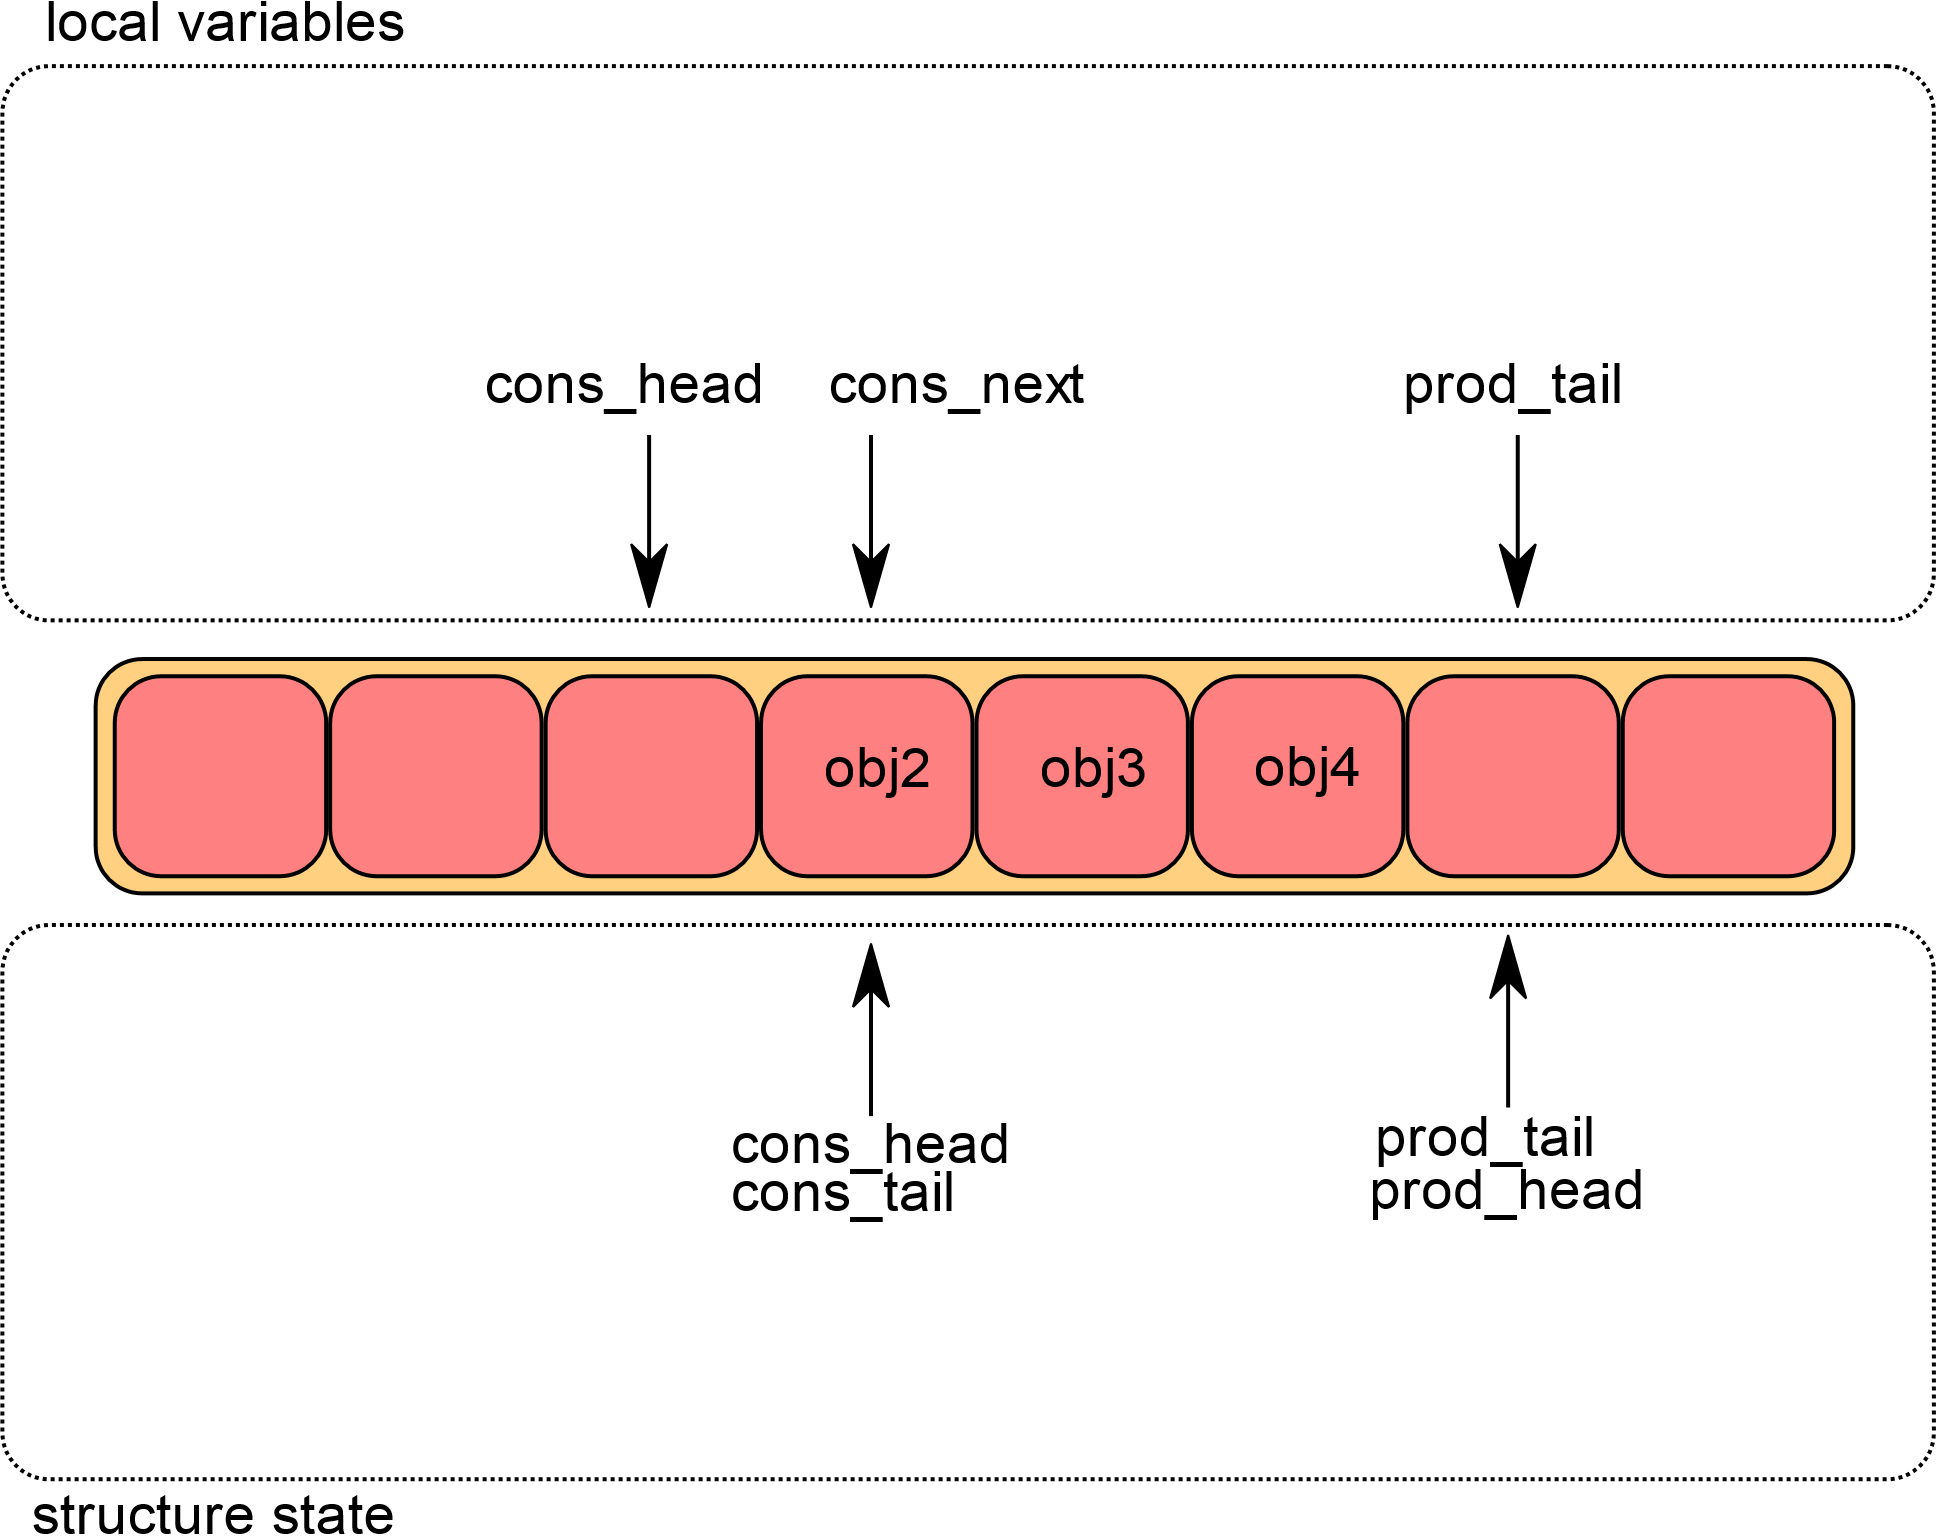 local variables
cons_head cons_next prod_tail
obj2 obj3 obj4
cons_head prod_tail
cons_tail prod_head
structure state